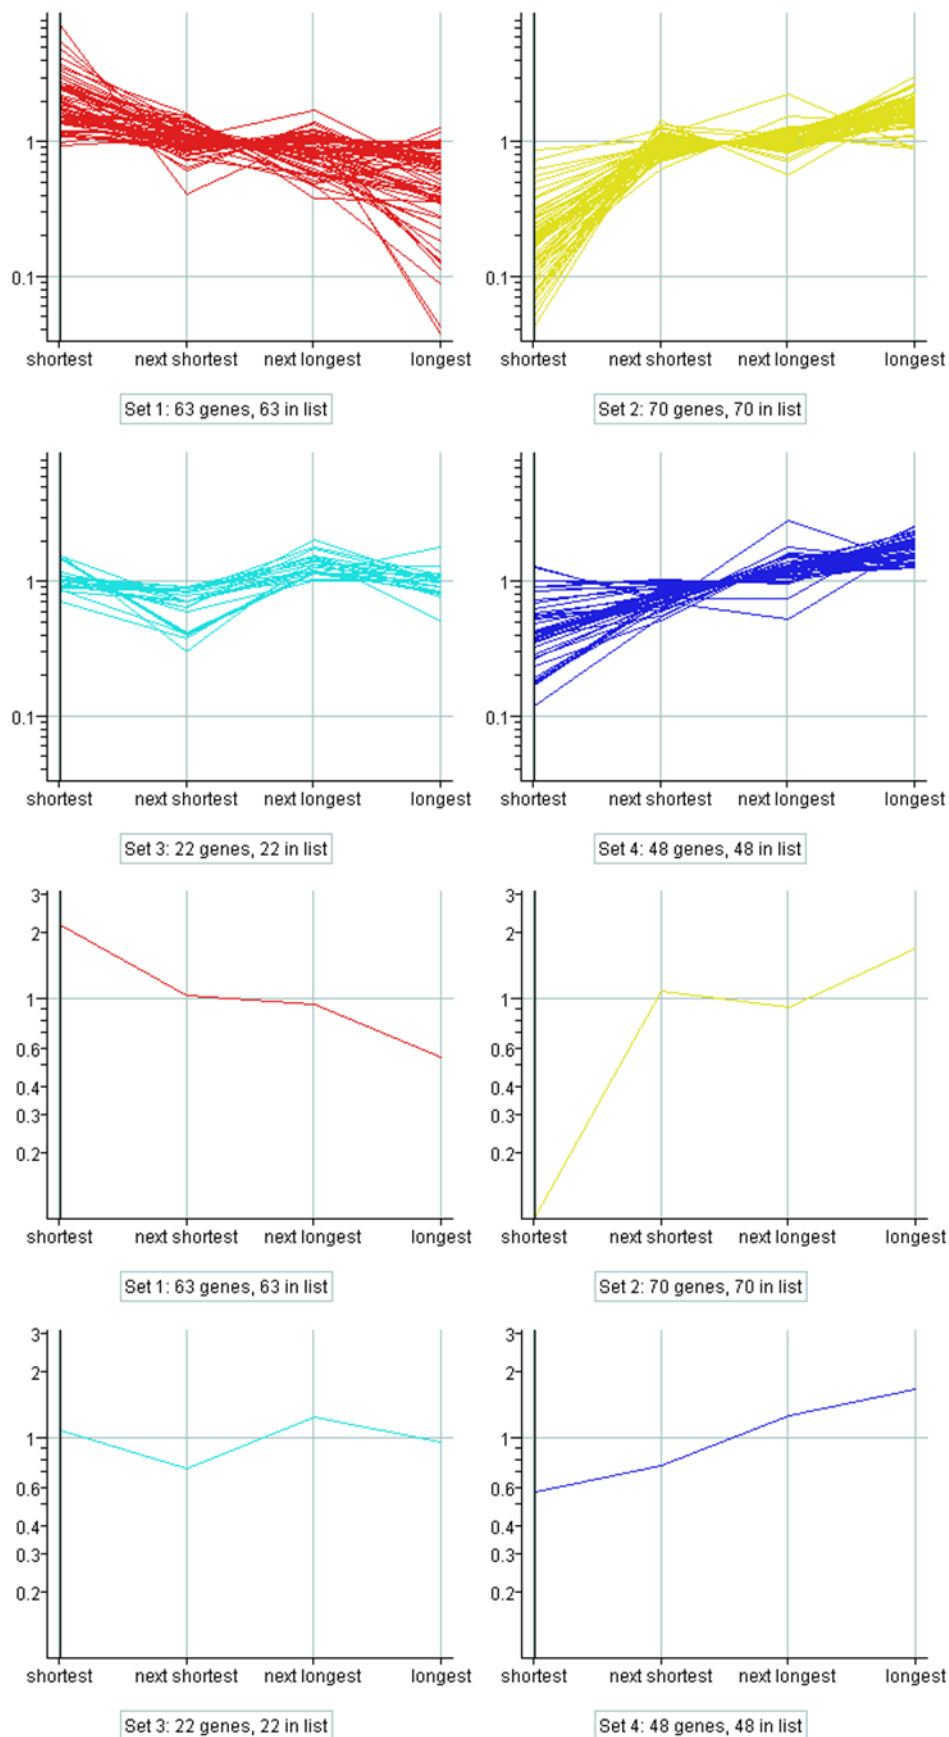 1
0.1
shortest next shortest next longest longest
Set 1: 63 genes, 63 in list
1
0.1
shortest next shortest next longest longest
Set 2: 70 genes, 70 in list
1
0.1
shortest next shortest next longest longest
Set 3: 22 genes, 22 in list
1
0.1
shortest next shortest next longest longest
Set 4: 48 genes, 48 in list
3
2
1
0.6
0.4
0.3
0.2
shortest next shortest next longest longest
Set 1: 63 genes, 63 in list
3
2
1
0.6
0.4
0.3
0.2
shortest next shortest next longest longest
Set 2: 70 genes, 70 in list
3
2
1
0.6
0.4
0.3
0.2
shortest next shortest next longest longest
Set 3: 22 genes, 22 in list
3
2
1
0.6
0.4
0.3
0.2
shortest next shortest next longest longest
Set 4: 48 genes, 48 in list